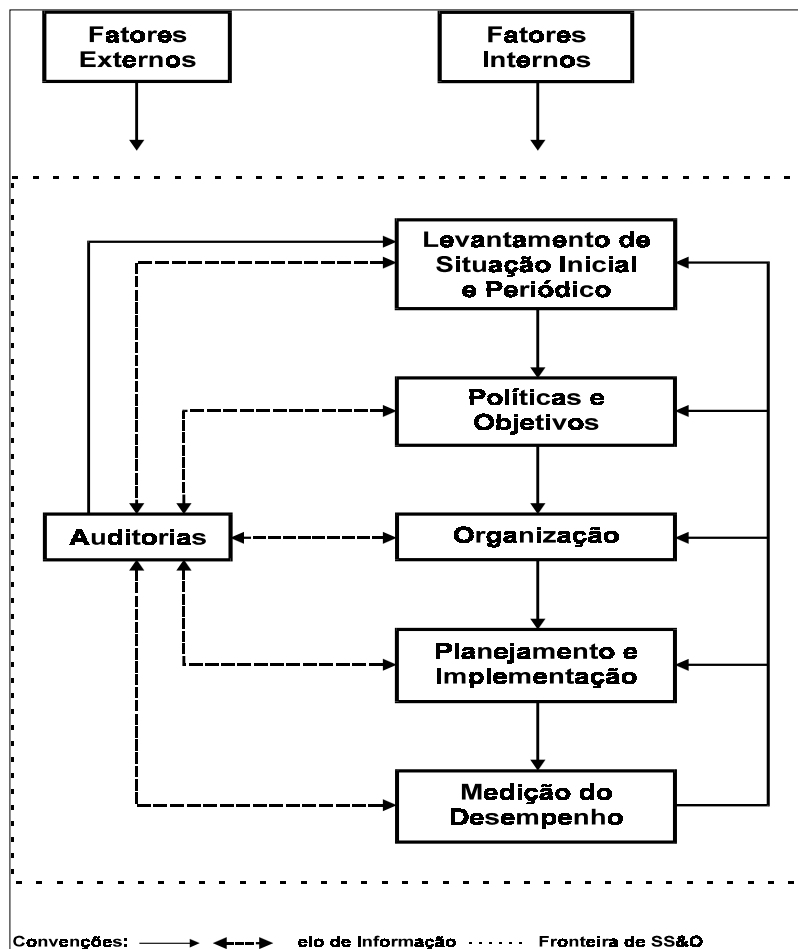 Fatores
Externos
Fatores
Internos
Levantamento de
Situação Inicial
e Periódico
Políticas e
Objetivos
Auditorias
Organização
Planejamento e
Implementação
Medição do
Desempenho
Convenções: elo de Informação Fronteira de SS&O